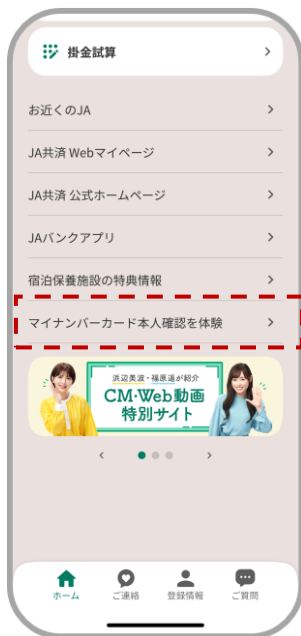 掛金試算
お近くのJA
JA共済 Webマイページ
JA共済 公式ホームページ
JAバンクアプリ
宿泊保養施設の特典情報
マイナンバーカード本人確認を体験
浜辺美波・福原遥が紹介
CM・Web動画
特別サイト
ホーム ご連絡 登録情報 ご質問